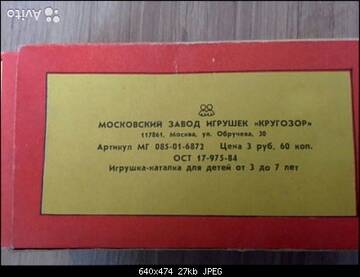 Avito
МОСКОВСКИЙ ЗАВОД ИГРУШЕК «КРУГОЗОР»
117861, Москва, ул. Обручева, 30
Артикул МГ 085-01-6872 Цена 3 руб. 60 коп.
ОСТ 17-975-84
Игрушка-каталка для детей от 3 до 7 лет
640x474 27kb JPEG